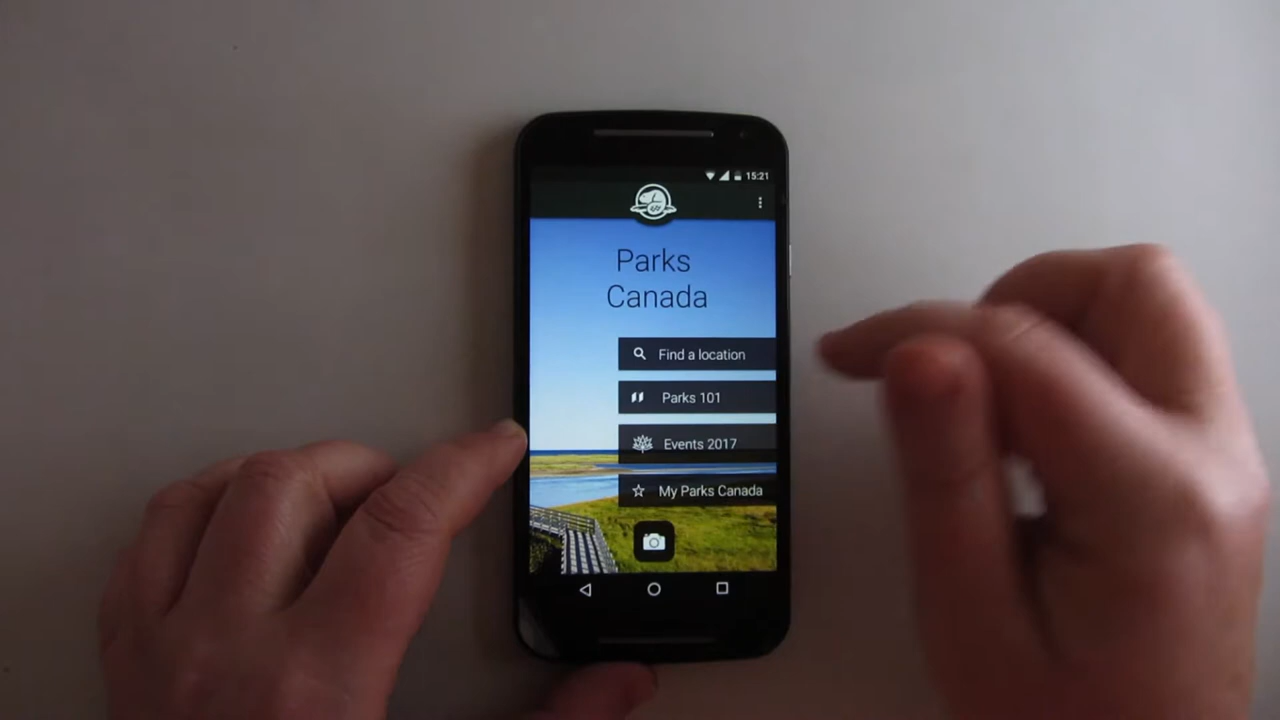 15:21
Parks
Canada
Find a location
Parks 101
Events 2017
My Parks Canada